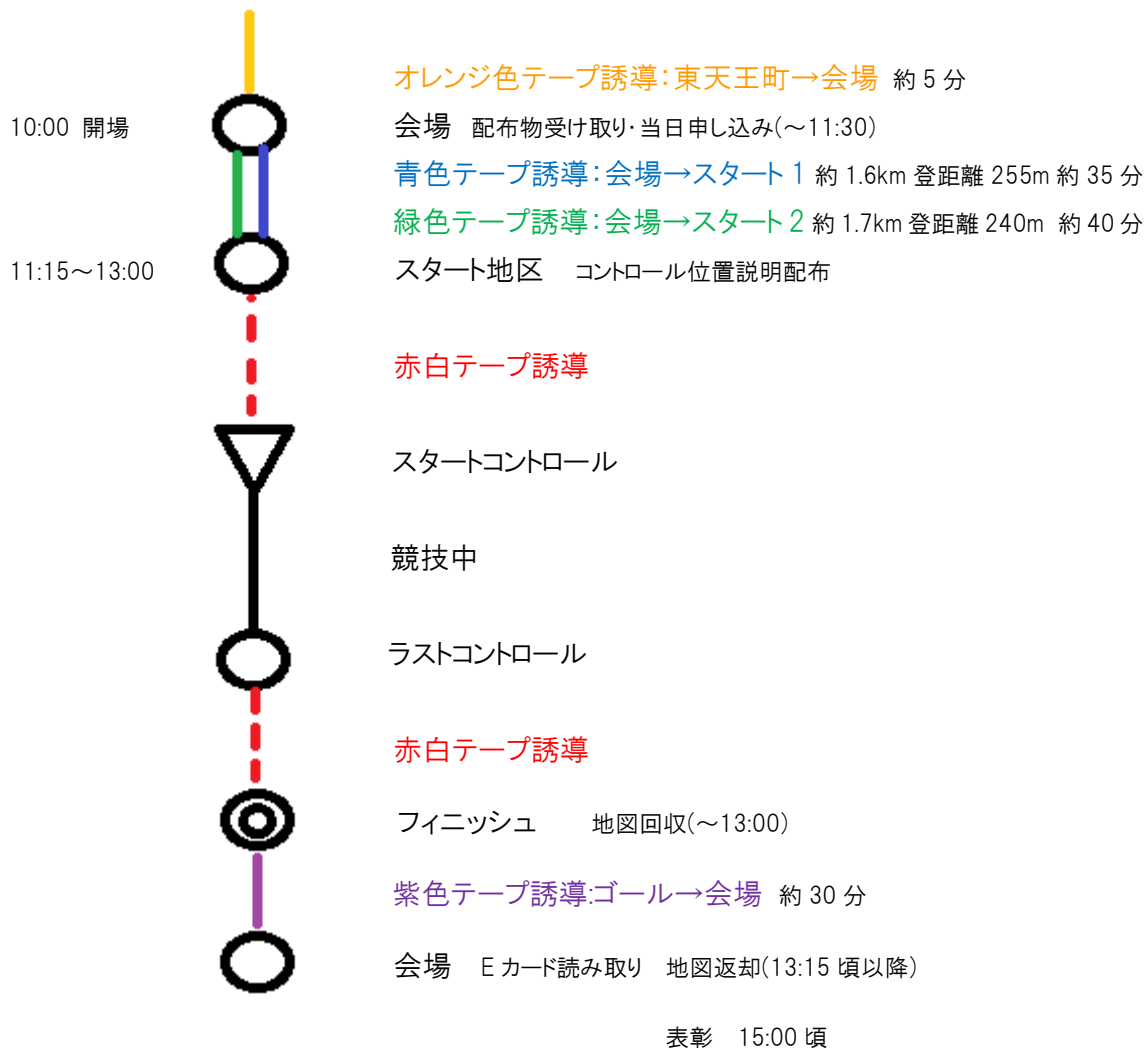 オレンジ色テープ誘導：東天王町→会場 約 5 分
10:00 開場 会場 配布物受け取り・当日申し込み(～11:30)
青色テープ誘導：会場→スタート 1 約 1.6km 登距離 255m 約 35 分
緑色テープ誘導：会場→スタート 2 約 1.7km 登距離 240m 約 40 分
11:15～13:00 スタート地区 コントロール位置説明配布
赤白テープ誘導
スタートコントロール
競技中
ラストコントロール
赤白テープ誘導
フィニッシュ 地図回収(～13:00)
紫色テープ誘導:ゴール→会場 約 30 分
会場 E カード読み取り 地図返却(13:15 頃以降)
表彰 15:00 頃